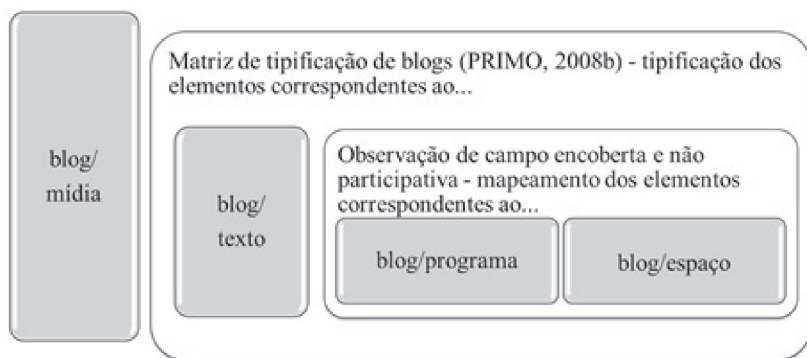 blog/
mídia
Matriz de tipificação de blogs (PRIMO, 2008b) - tipificação dos
elementos correspondentes ao...
blog/
texto
Observação de campo encoberta e não
participativa - mapeamento dos elementos
correspondentes ao...
blog/programa
blog/espaço